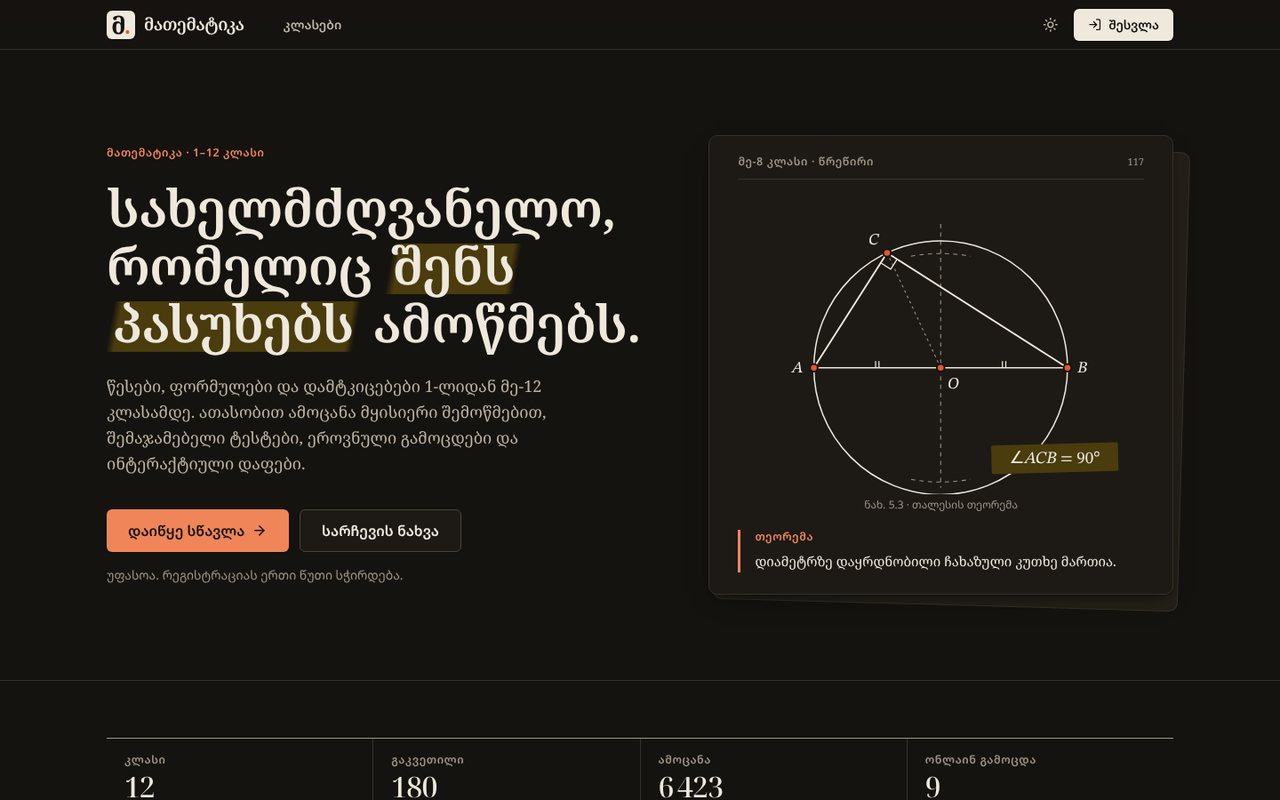 მ.
მათემატიკა
კლასები
შესვლა
მათემატიკა · 1–12 კლასი
სახელმძღვანელო,
რომელიც შენს
პასუხებს ამოწმებს.
წესები, ფორმულები და დამტკიცებები 1-ლიდან მე-12
კლასამდე. ათასობით ამოცანა მყისიერი შემოწმებით,
შემაჯამებელი ტესტები, ეროვნული გამოცდები და
ინტერაქტიული დაფები.
დაიწყე სწავლა →
სარჩევის ნახვა
უფასოა. რეგისტრაციას ერთი წუთი სჭირდება.
მე-8 კლასი · წრეწირი
117
C
A
B
O
∠ACB = 90°
ნახ. 5.3 · თალესის თეორემა
თეორემა
დიამეტრზე დაყრდნობილი ჩახაზული კუთხე მართია.
კლასი
12
გაკვეთილი
180
ამოცანა
6 423
ონლაინ გამოცდა
9